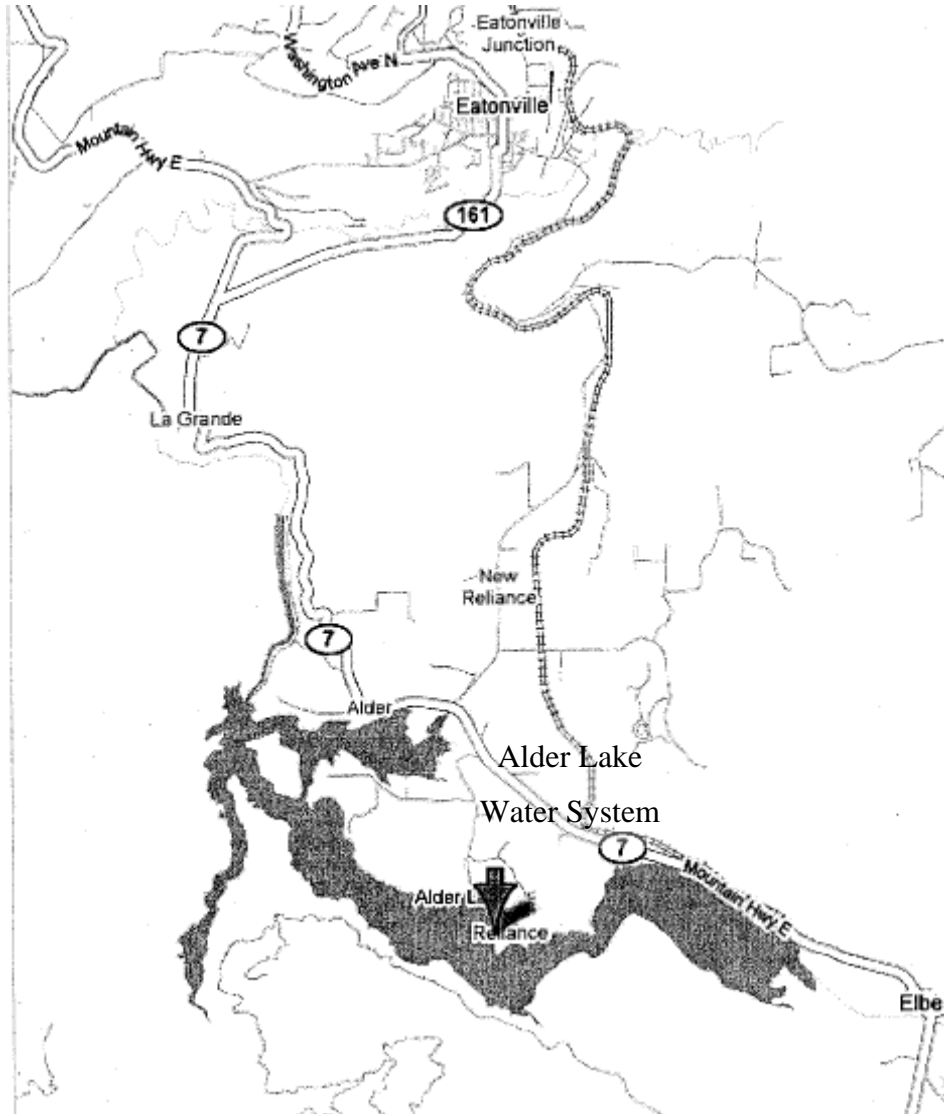 Eatonville
Junction
Washington Ave N
Eatonville
Mountain Hwy E
161
7
La Grande
New
Reliance
7
Alder
Alder Lake
Water System
7
Mountain Hwy E
Alder
Reliance
Elbe